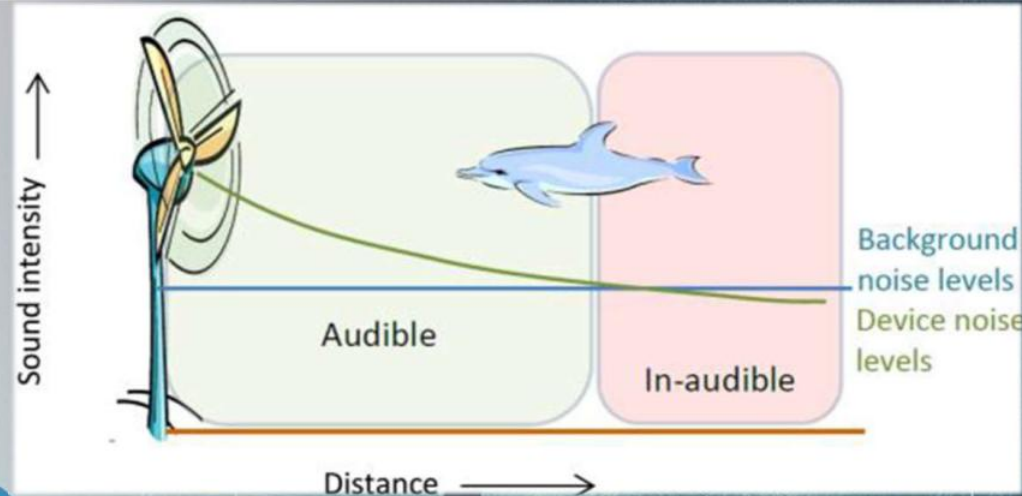 Sound intensity
Audible
In-audible
Background
noise levels
Device noise
levels
Distance